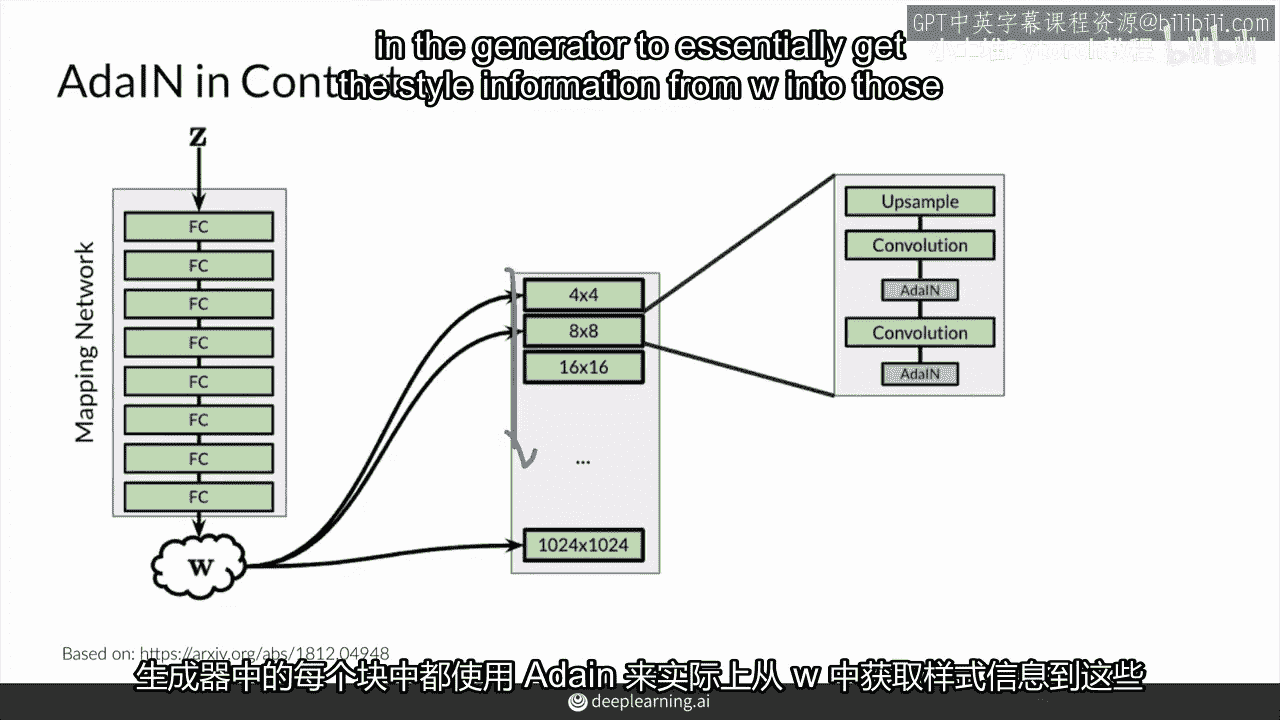 GPT中英字幕课程资源@bilibili.com
in the generator to essentially get
the style information from w into those
AdaIN in Context
z
Mapping Network
FC
FC
FC
FC
FC
FC
FC
FC
w
4x4
8x8
16x16
...
1024x1024
Upsample
Convolution
AdaIN
Convolution
AdaIN
Based on: https://arxiv.org/abs/1812.04948
生成器中的每个块中都使用 Adain 来实际上从 w 中获取样式信息到这些
deeplearning.ai